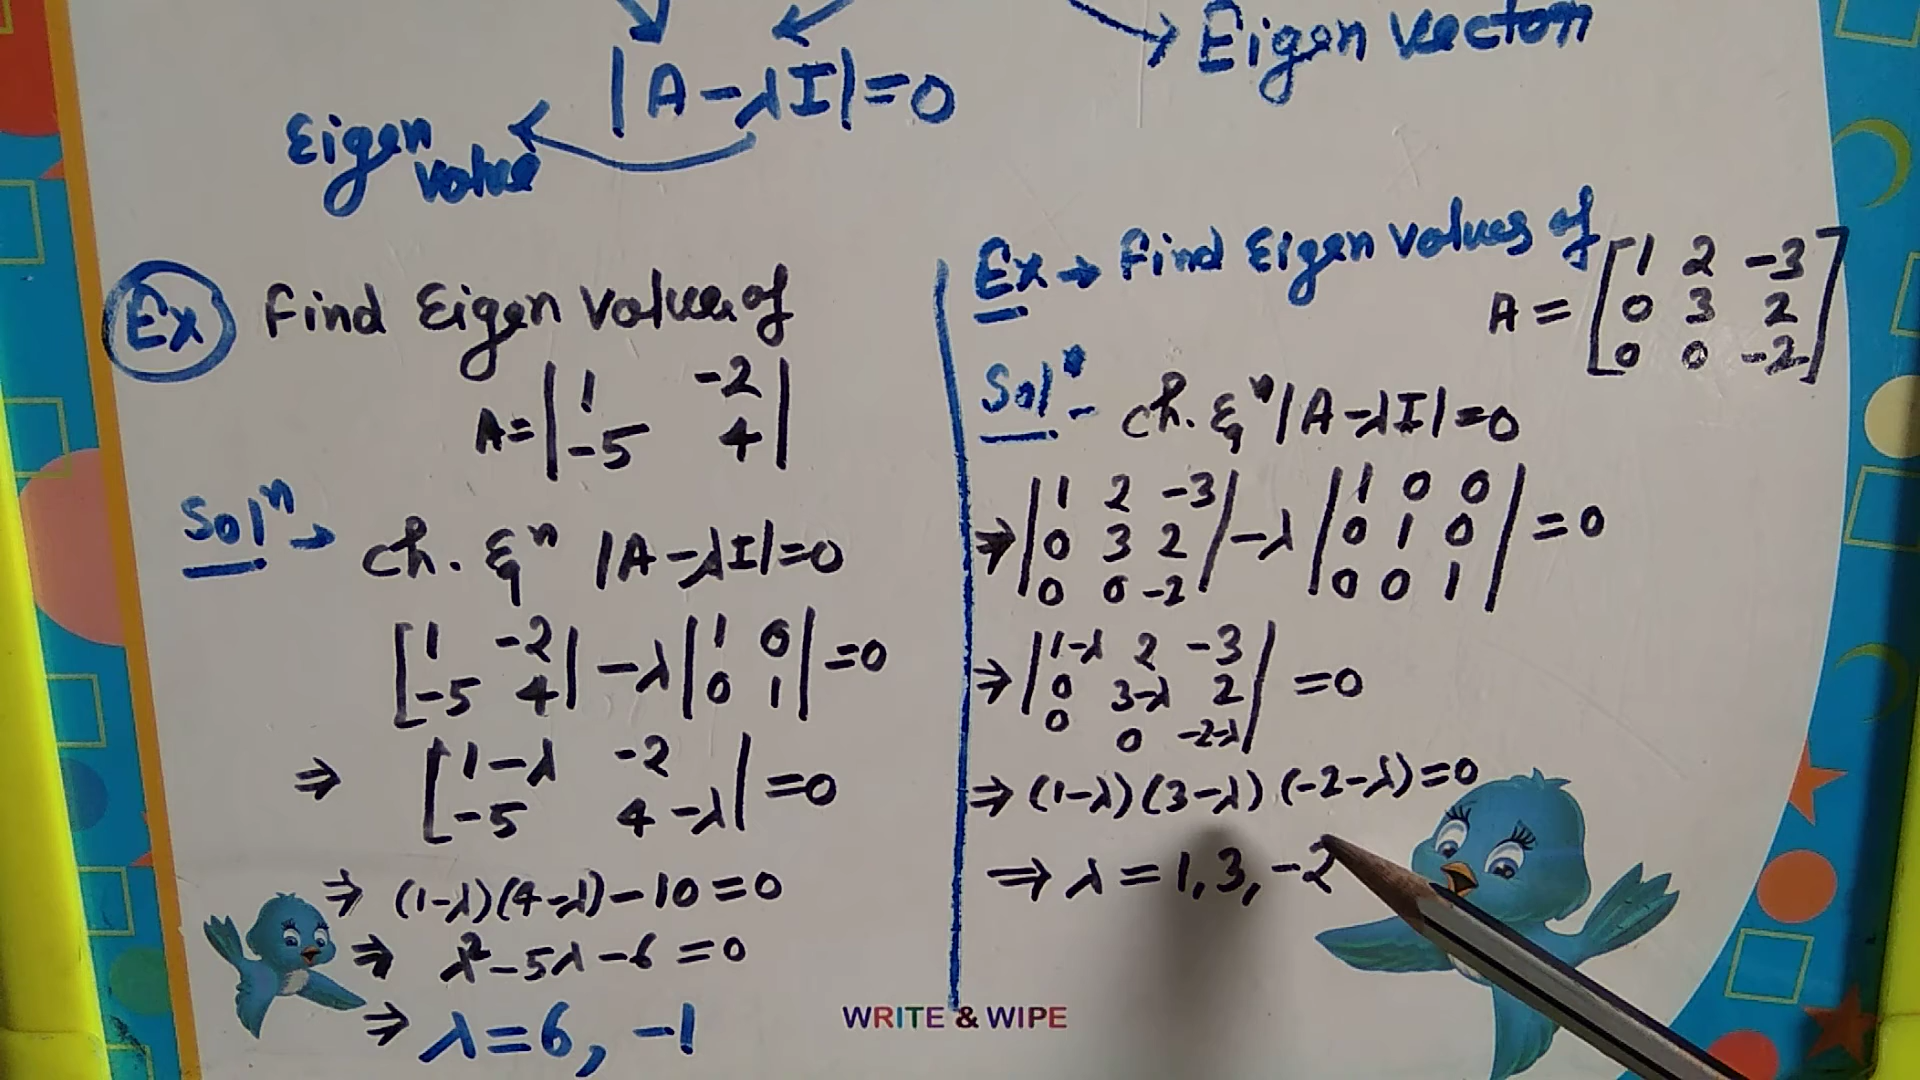 Eigen vector
|A-λI|=0
Eigen value
Ex Find Eigen Values of
A=|1 -2|
|-5 4|
Solⁿ→
Ch. Eqⁿ |A-λI|=0
[1 -2| -λ |1 0| =0
[-5 4| |0 1|
⇒ [1-λ -2| =0
[-5 4-λ|
⇒ (1-λ)(4-λ)-10=0
⇒ λ²-5λ-6=0
⇒ λ=6, -1
Ex → Find Eigen Values of
A = [1 2 -3]
[0 3 2]
[0 0 -2]
Solⁿ-
Ch. Eqⁿ |A-λI|=0
⇒ |1 2 -3| -λ |1 0 0| =0
|0 3 2| |0 1 0|
|0 0 -2| |0 0 1|
⇒ |1-λ 2 -3| =0
|0 3-λ 2|
|0 0 -2-λ|
⇒ (1-λ)(3-λ)(-2-λ)=0
⇒ λ = 1, 3, -2
WRITE & WIPE